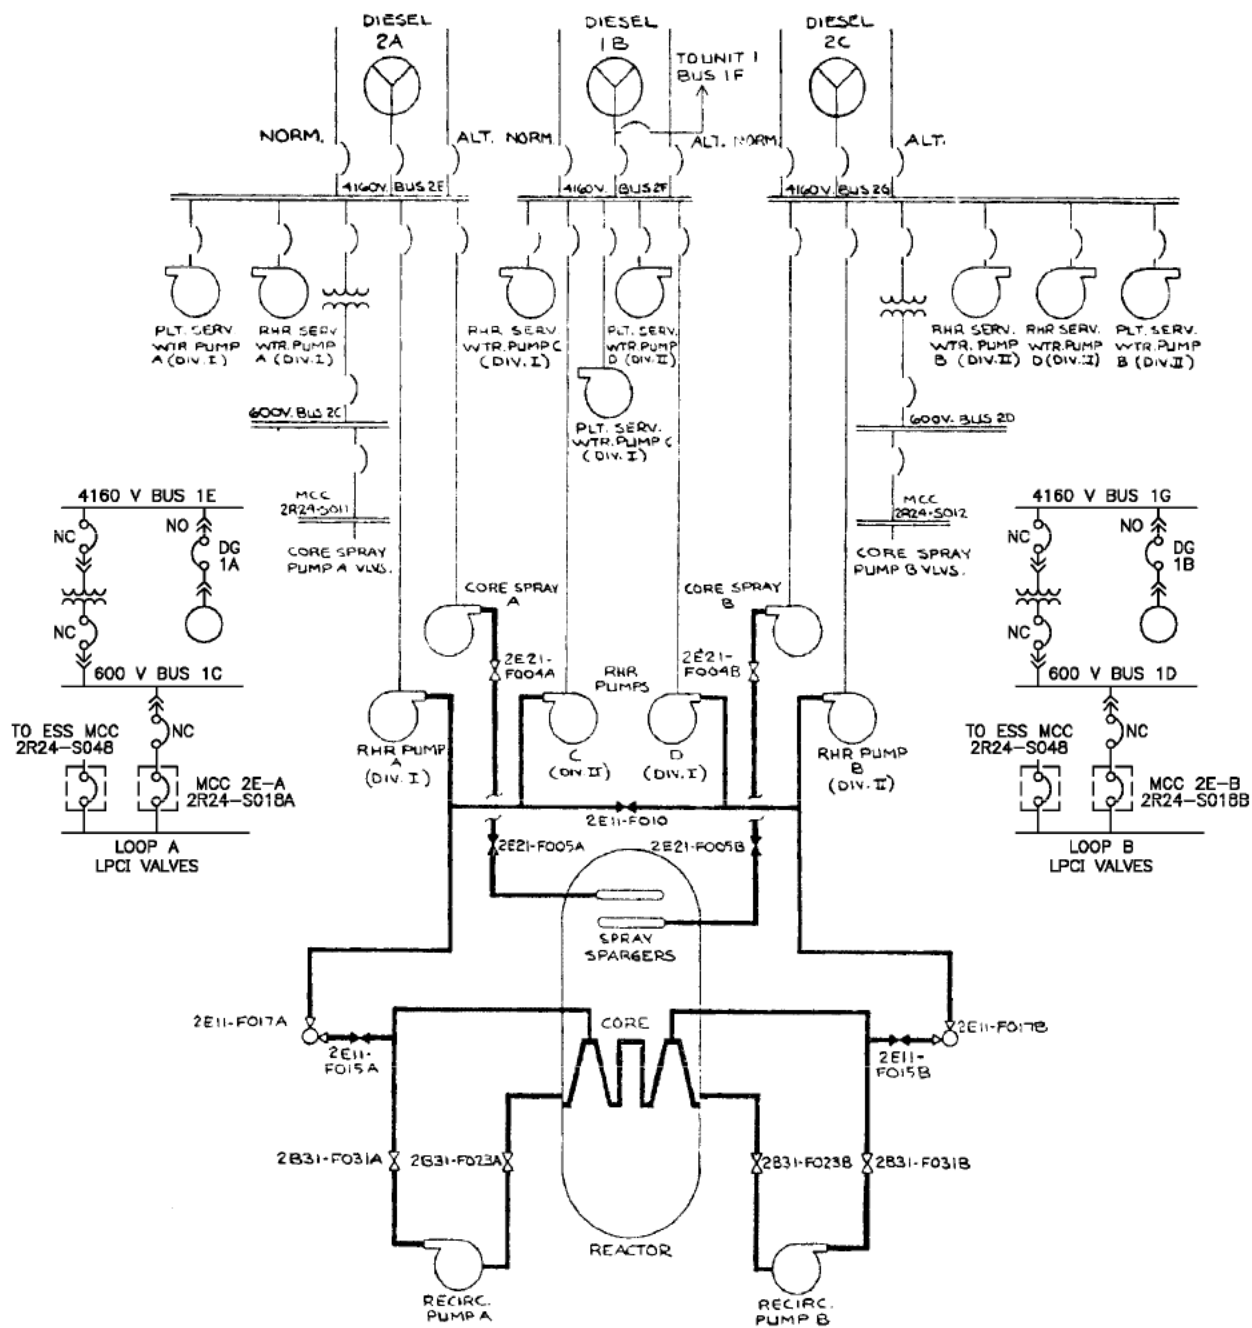 DIESEL
2A
DIESEL
1B
DIESEL
2C
TO UNIT 1
BUS 1F
NORM.
ALT.
NORM.
ALT.
NORM.
ALT.
4160V. BUS 2E
4160V. BUS 2F
4160V. BUS 2G
PLT. SERV.
WTR. PUMP
A (DIV. I)
RHR SERV.
WTR. PUMP
A (DIV. I)
RHR SERV.
WTR. PUMP C
(DIV. I)
PLT. SERV.
WTR. PUMP
D (DIV. II)
RHR SERV.
WTR. PUMP
B (DIV. II)
RHR SERV.
WTR. PUMP
D (DIV. II)
PLT. SERV.
WTR. PUMP
B (DIV. II)
PLT. SERV.
WTR. PUMP C
(DIV. I)
600V. BUS 2C
600V. BUS 2D
MCC
2R24-S011
MCC
2R24-S012
CORE SPRAY
PUMP A VLVS.
CORE SPRAY
PUMP B VLVS.
4160 V BUS 1E
NC
NO
DG
1A
NC
600 V BUS 1C
TO ESS MCC
2R24-S048
NC
MCC 2E-A
2R24-S018A
LOOP A
LPCI VALVES
4160 V BUS 1G
NC
NO
DG
1B
NC
600 V BUS 1D
TO ESS MCC
2R24-S048
NC
MCC 2E-B
2R24-S018B
LOOP B
LPCI VALVES
CORE SPRAY
A
CORE SPRAY
B
2E21-
F004A
2E21-
F004B
RHR
PUMPS
RHR PUMP
A
(DIV. I)
C
(DIV. II)
D
(DIV. I)
RHR PUMP
B
(DIV. II)
2E11-F010
2E21-F005A
2E21-F005B
SPRAY
SPARGERS
2E11-F017A
2E11-
F015A
CORE
2E11-F017B
2E11-
F015B
2B31-F031A
2B31-F023A
2B31-F023B
2B31-F031B
REACTOR
RECIRC.
PUMP A
RECIRC.
PUMP B